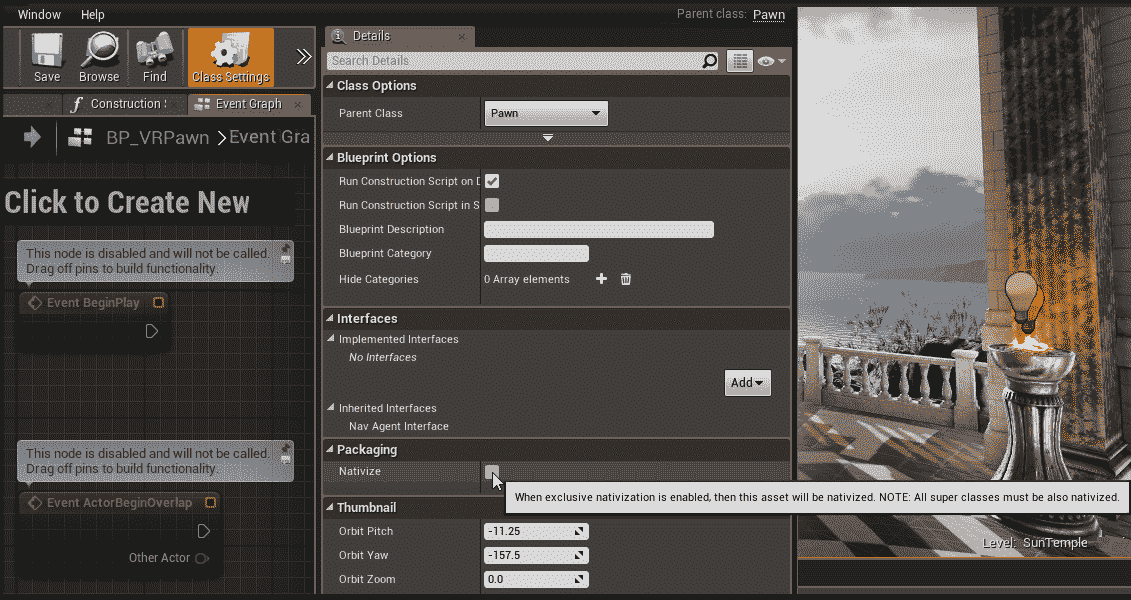 Window Help
Parent class: Pawn
Save Browse Find Class Settings
Construction
Event Graph
BP_VRPawn Event Gra
Click to Create New
This node is disabled and will not be called.
Drag off pins to build functionality.
Event BeginPlay
This node is disabled and will not be called.
Drag off pins to build functionality.
Event ActorBeginOverlap
Other Actor
Details
Search Details
Class Options
Parent Class Pawn
Blueprint Options
Run Construction Script on D
Run Construction Script in S
Blueprint Description
Blueprint Category
Hide Categories 0 Array elements
Interfaces
Implemented Interfaces
No Interfaces
Add
Inherited Interfaces
Nav Agent Interface
Packaging
Nativize
When exclusive nativization is enabled, then this asset will be nativized. NOTE: All super classes must be also nativized.
Thumbnail
Orbit Pitch -11.25
Orbit Yaw -157.5
Orbit Zoom 0.0
Level: SunTemple